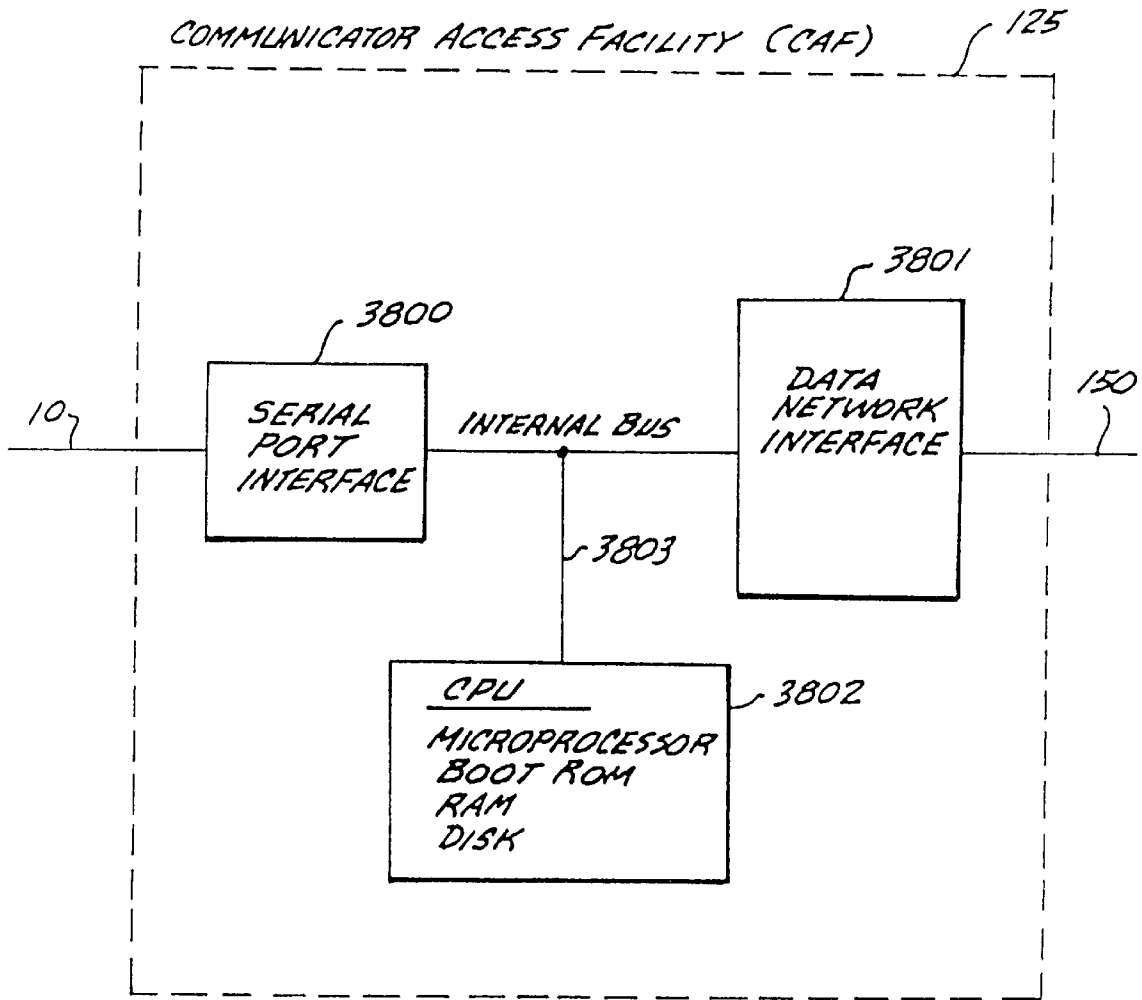 COMMUNICATOR ACCESS FACILITY (CAF)
125
3801
3800
DATA
NETWORK
INTERFACE
150
10
SERIAL
PORT
INTERFACE
INTERNAL BUS
3803
CPU
3802
MICROPROCESSOR
BOOT ROM
RAM
DISK